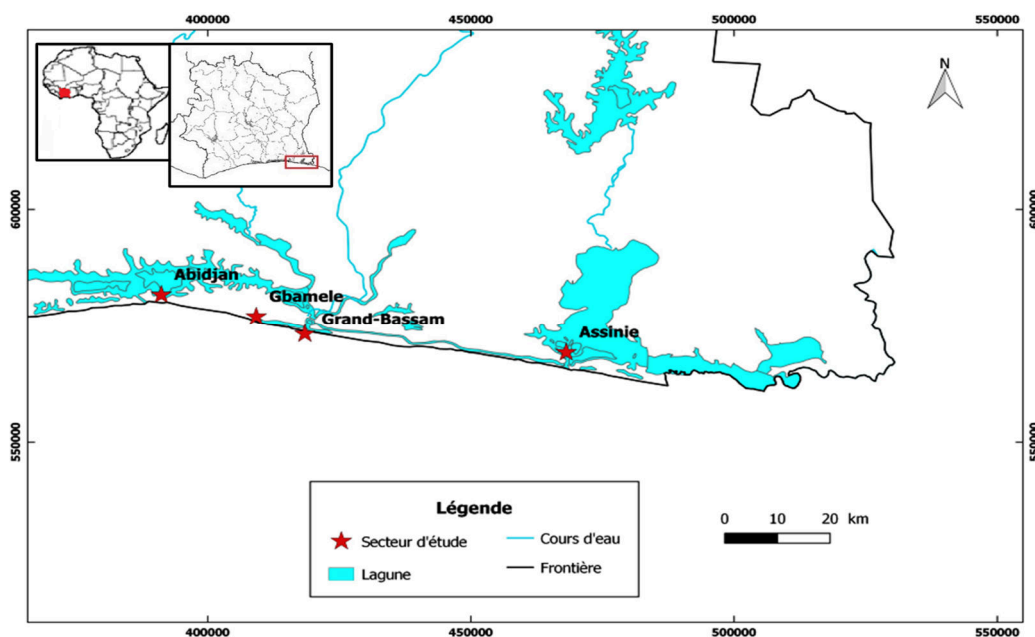 400000
450000
500000
550000
N
600000
600000
Abidjan
Gbamele
Grand-Bassam
Assinie
550000
550000
Légende
Secteur d'étude
Cours d'eau
Lagune
Frontière
0
10
20
km
400000
450000
500000
550000